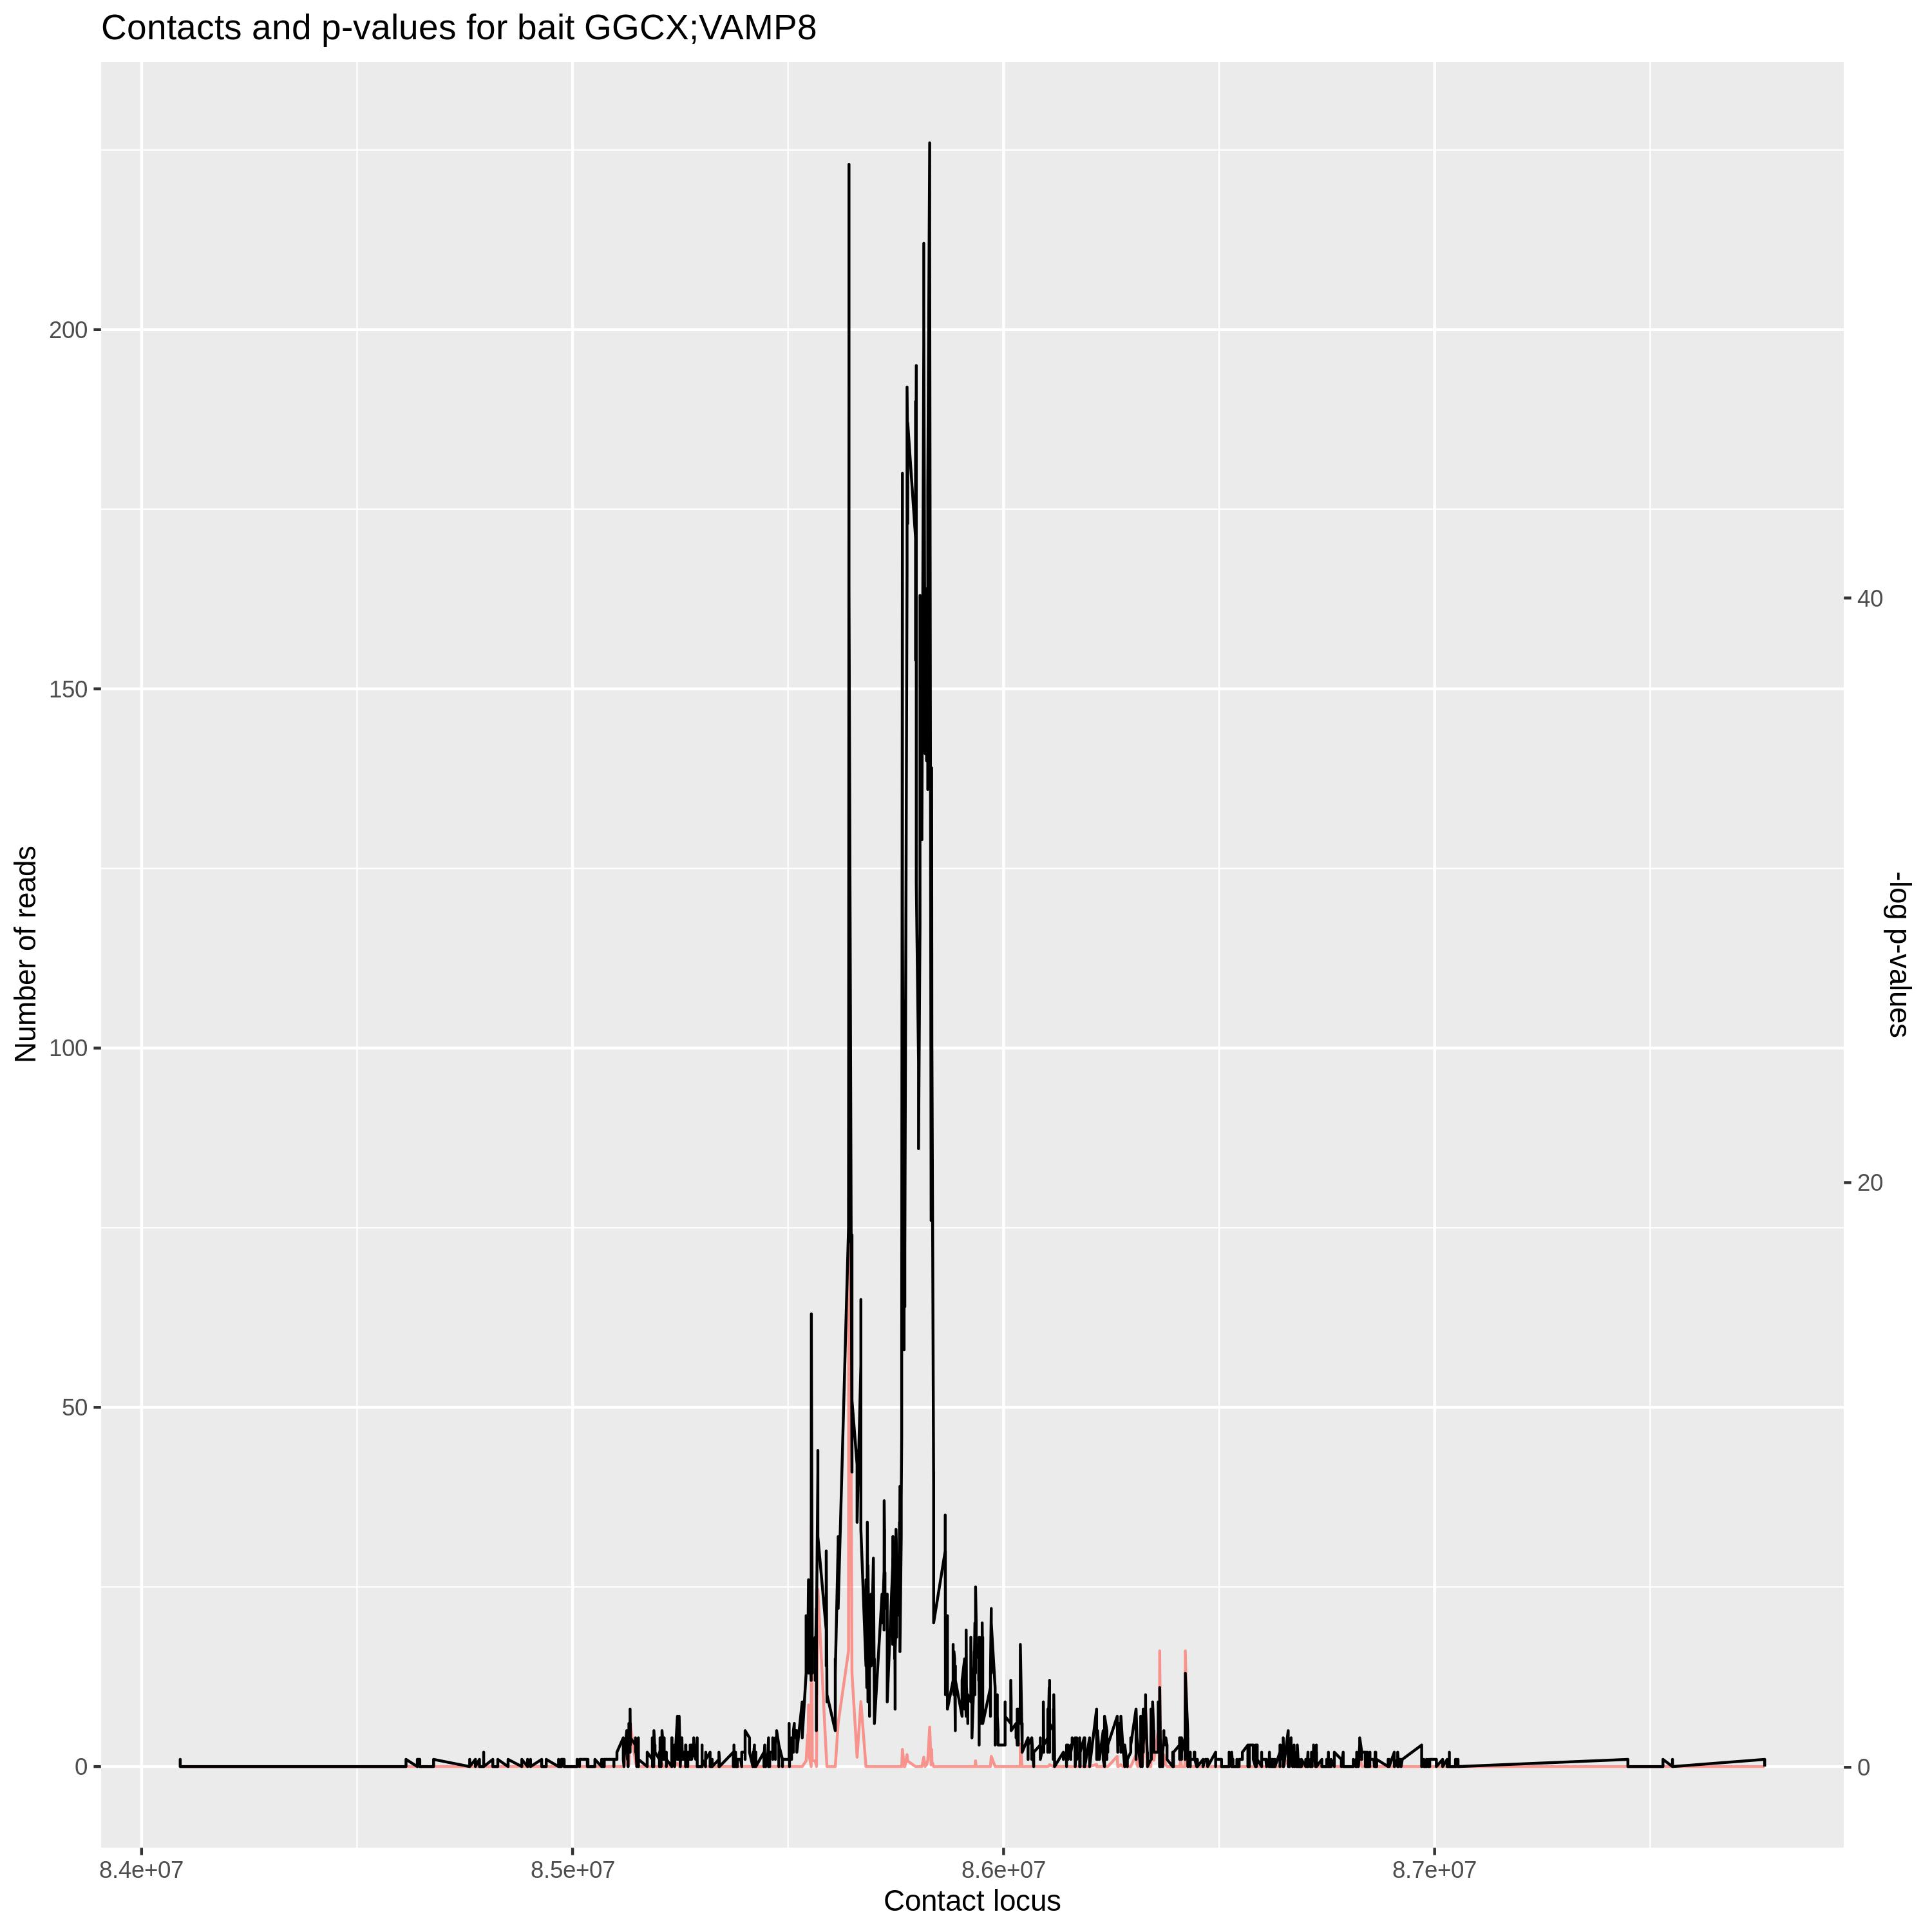 Contacts and p-values for bait GGCX;VAMP8
200
150
100
50
0
Number of reads
40
20
0
-log p-values
8.4e+07 8.5e+07 8.6e+07 8.7e+07
Contact locus